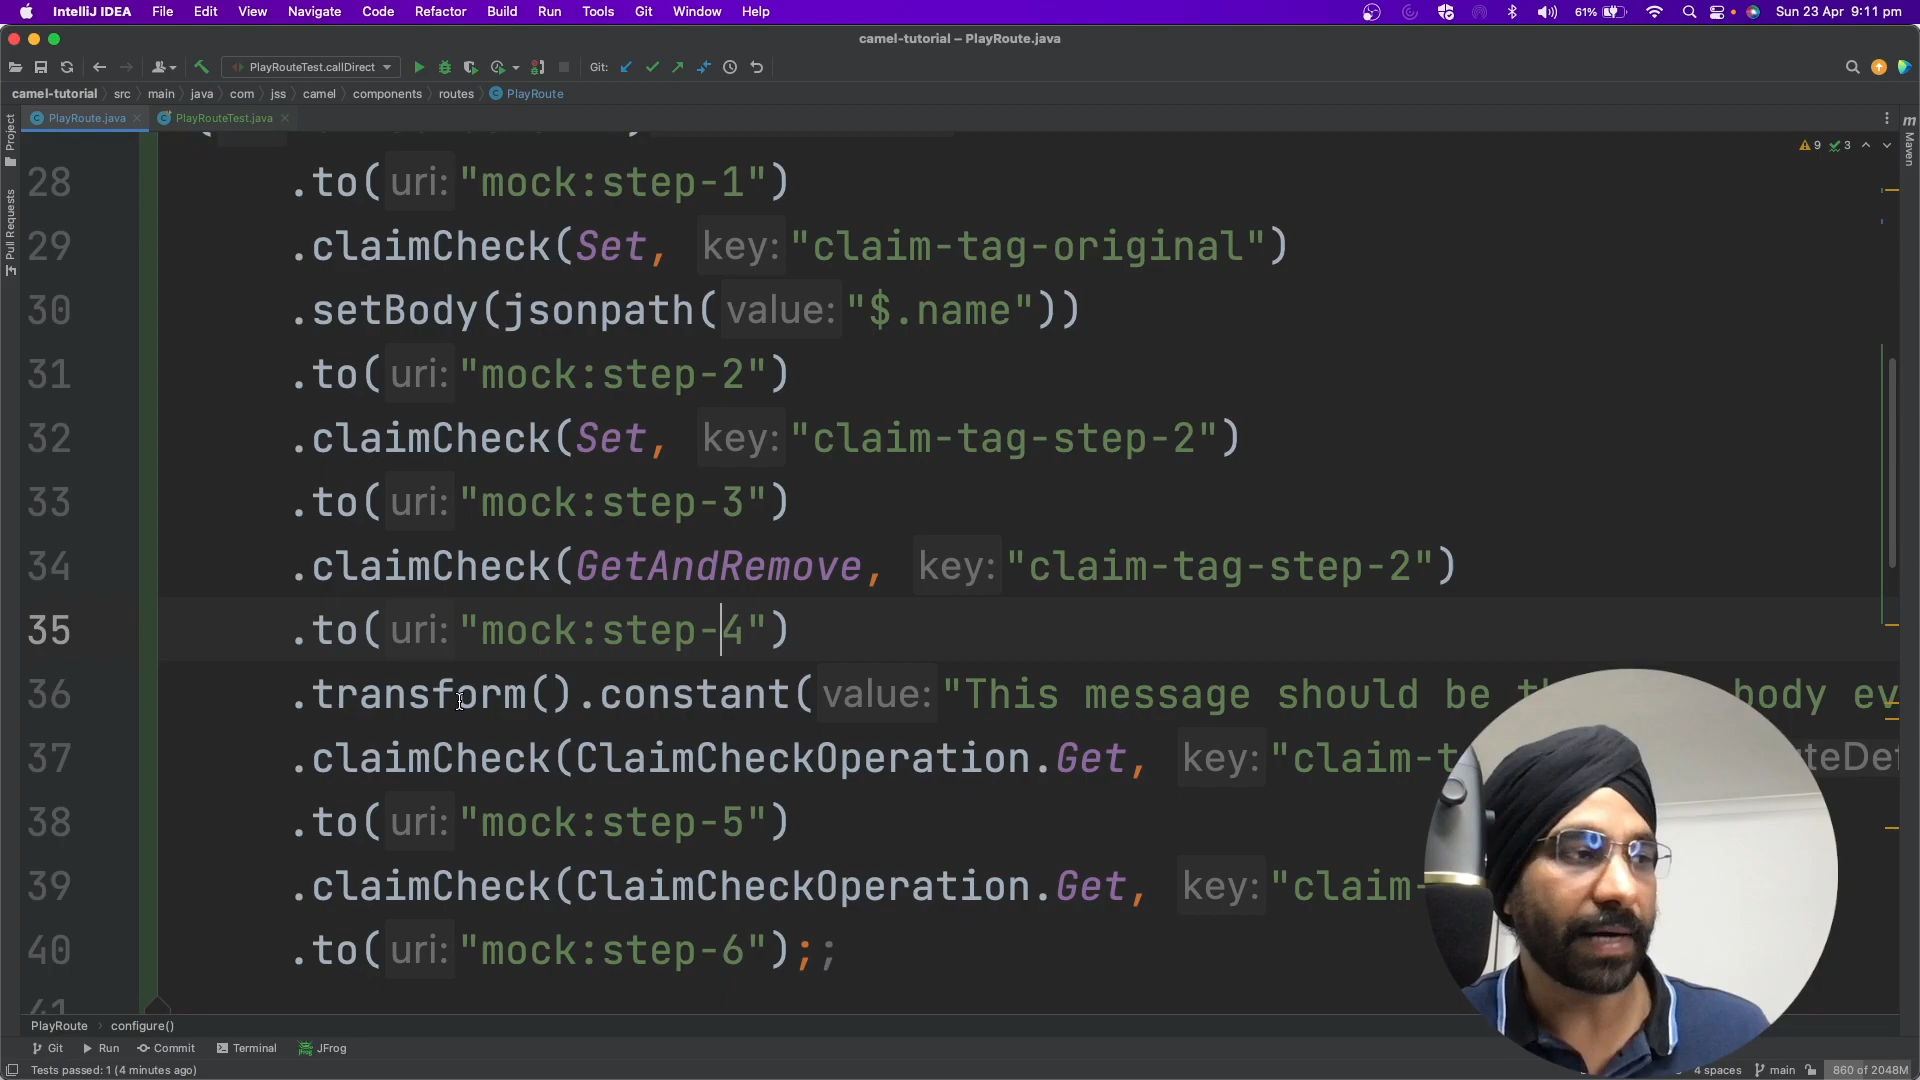 IntelliJ IDEA File Edit View Navigate Code Refactor Build Run Tools Git Window Help 61% Sun 23 Apr 9:11 pm
camel-tutorial – PlayRoute.java
PlayRouteTest.callDirect Git:
camel-tutorial src main java com jss camel components routes PlayRoute
PlayRoute.java PlayRouteTest.java
Project
Pull Requests
m
Maven
9 3
28 .to( uri: "mock:step-1")
29 .claimCheck(Set, key: "claim-tag-original")
30 .setBody(jsonpath( value: "$.name"))
31 .to( uri: "mock:step-2")
32 .claimCheck(Set, key: "claim-tag-step-2")
33 .to( uri: "mock:step-3")
34 .claimCheck(GetAndRemove, key: "claim-tag-step-2")
35 .to( uri: "mock:step-4")
36 .transform().constant( value: "This message should be body ev
37 .claimCheck(ClaimCheckOperation.Get, key: "claim-t uteDef
38 .to( uri: "mock:step-5")
39 .claimCheck(ClaimCheckOperation.Get, key: "claim-
40 .to( uri: "mock:step-6");;
41
PlayRoute configure()
Git Run Commit Terminal JFrog
Tests passed: 1 (4 minutes ago) 4 spaces main 860 of 2048M